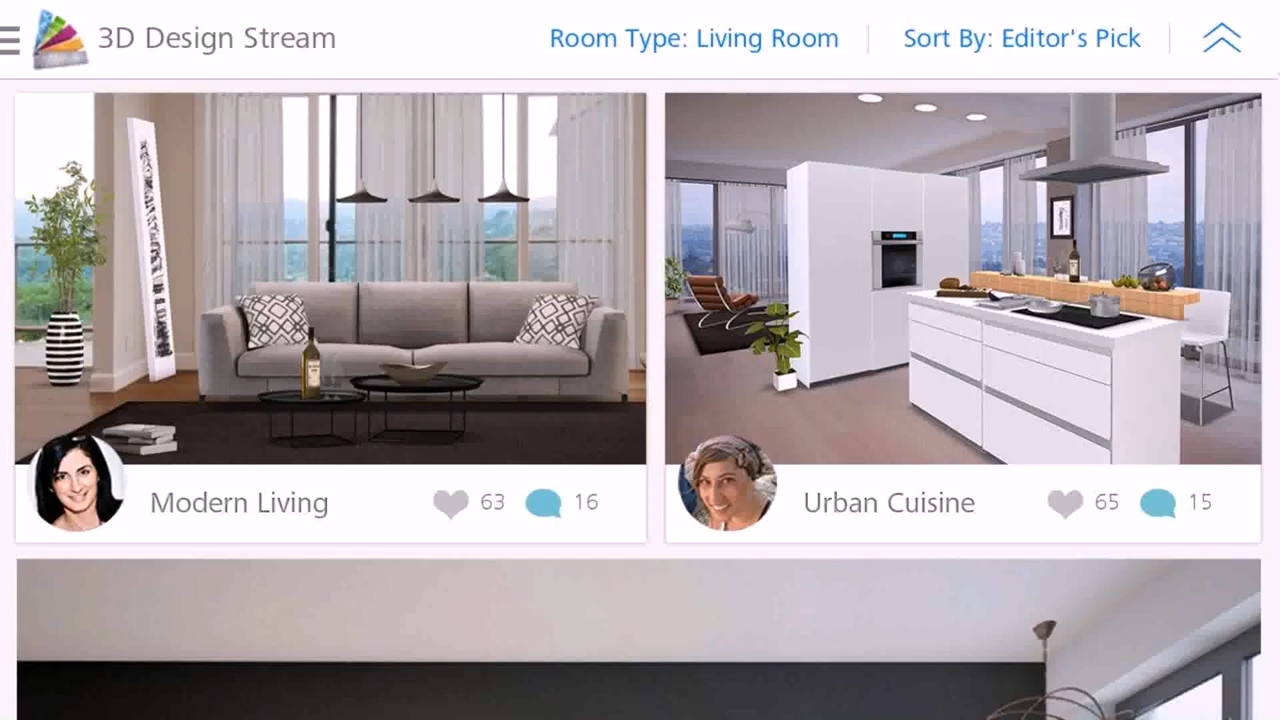 3D Design Stream
Room Type: Living Room
Sort By: Editor's Pick
Modern Living
63
16
Urban Cuisine
65
15